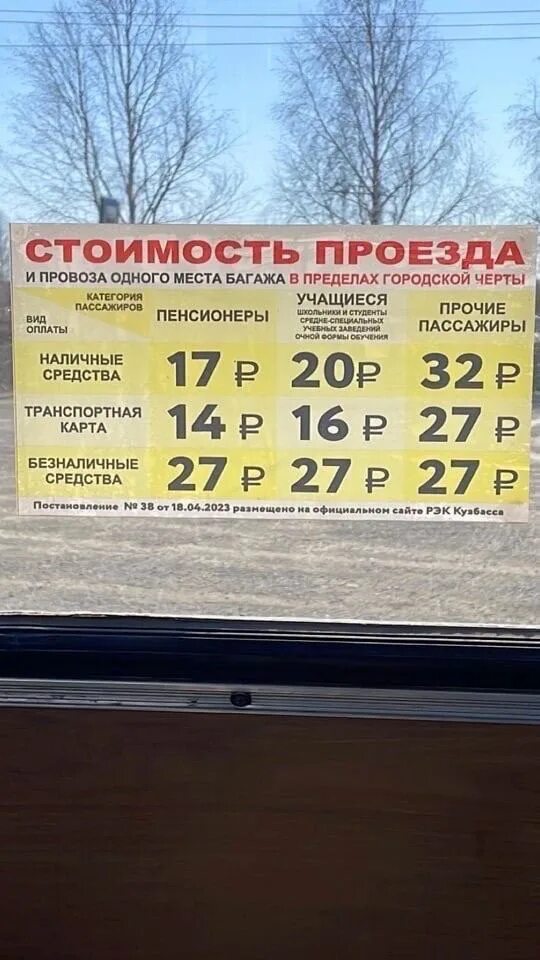 СТОИМОСТЬ ПРОЕЗДА
И ПРОВОЗА ОДНОГО МЕСТА БАГАЖА В ПРЕДЕЛАХ ГОРОДСКОЙ ЧЕРТЫ
КАТЕГОРИЯ
ПАССАЖИРОВ
ВИД
ОПЛАТЫ
ПЕНСИОНЕРЫ
УЧАЩИЕСЯ
ШКОЛЬНИКИ И СТУДЕНТЫ
СРЕДНЕ-СПЕЦИАЛЬНЫХ
УЧЕБНЫХ ЗАВЕДЕНИЙ
ОЧНОЙ ФОРМЫ ОБУЧЕНИЯ
ПРОЧИЕ
ПАССАЖИРЫ
НАЛИЧНЫЕ
СРЕДСТВА
17 ₽ 20₽ 32 ₽
ТРАНСПОРТНАЯ
КАРТА
14 ₽ 16 ₽ 27 ₽
БЕЗНАЛИЧНЫЕ
СРЕДСТВА
27 ₽ 27 ₽ 27 ₽
Постановление № 38 от 18.04.2023 размещено на официальном сайте РЭК Кузбасса